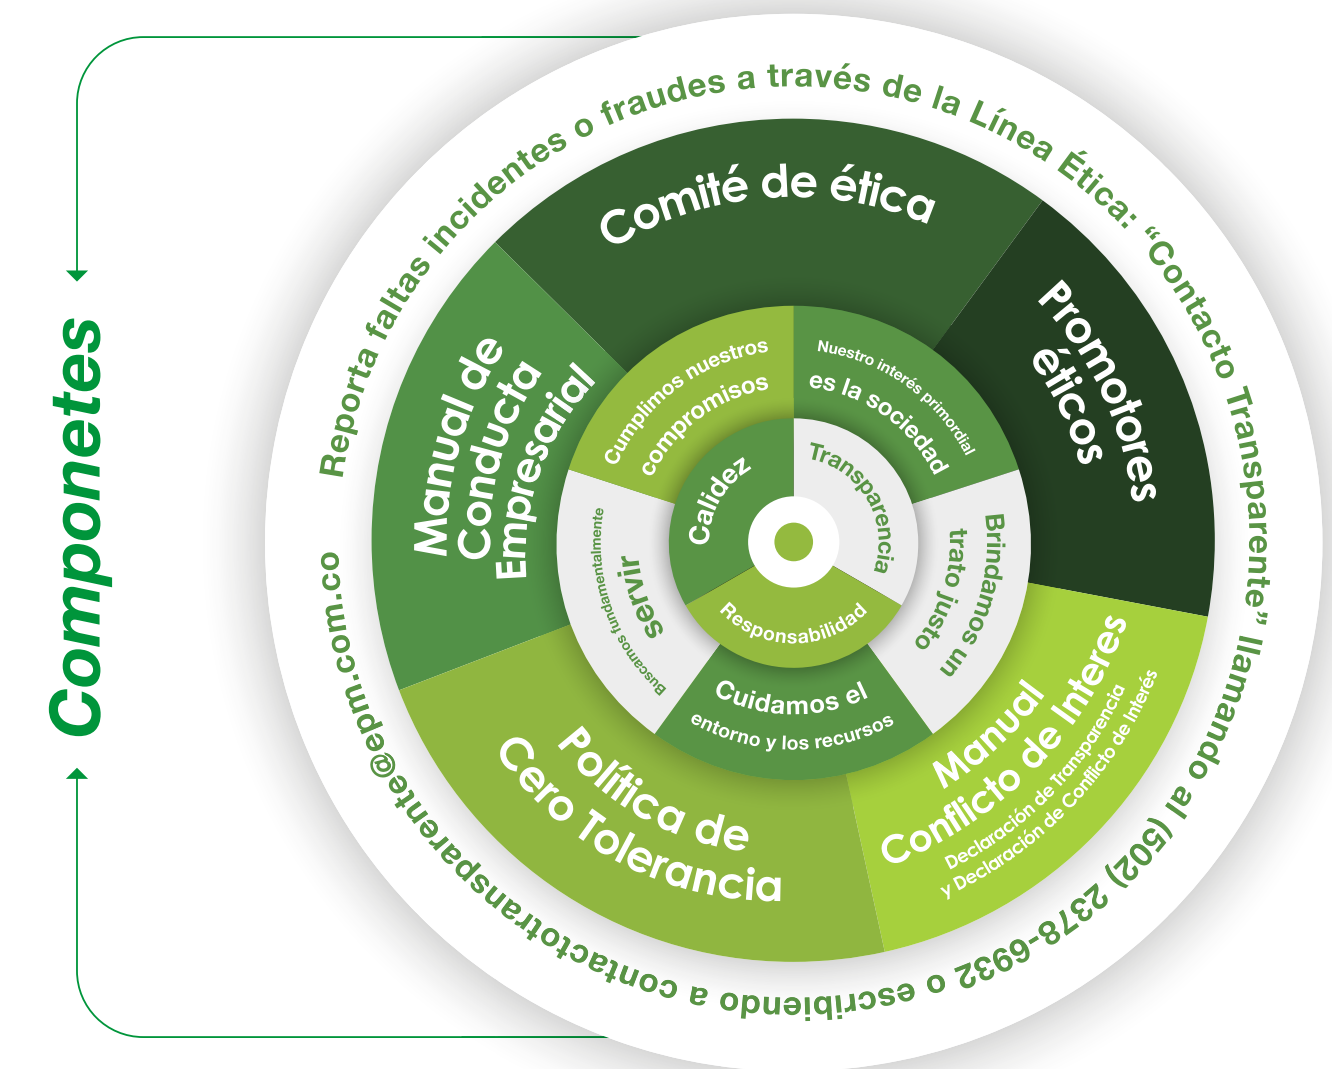 Componetes
Reporta faltas incidentes o fraudes a través de la Línea Ética: “Contacto Transparente” llamando al (502) 2378-6932 o escribiendo a contactotransparente@epm.com.co
Comité de ética
Promotores
éticos
Manual
Conflicto de Interes
Declaración de Transparencia
y Declaración de Conflicto de Interés
Política de
Cero Tolerancia
Manual de
Conducta
Empresarial
Nuestro interés primordial
es la sociedad
Brindamos un
trato justo
Cuidamos el
entorno y los recursos
Buscamos fundamentalmente
servir
Cumplimos nuestros
compromisos
Transparencia
Responsabilidad
Calidez